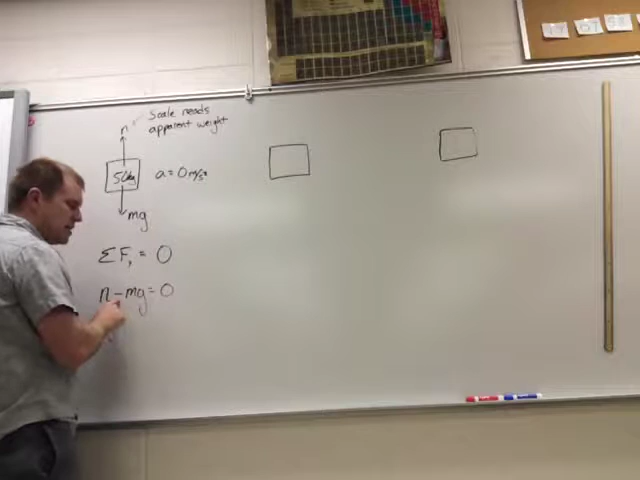 Scale reads
n apparent weight
50kg a = 0 m/s²
mg
ΣFy = 0
n - mg = 0